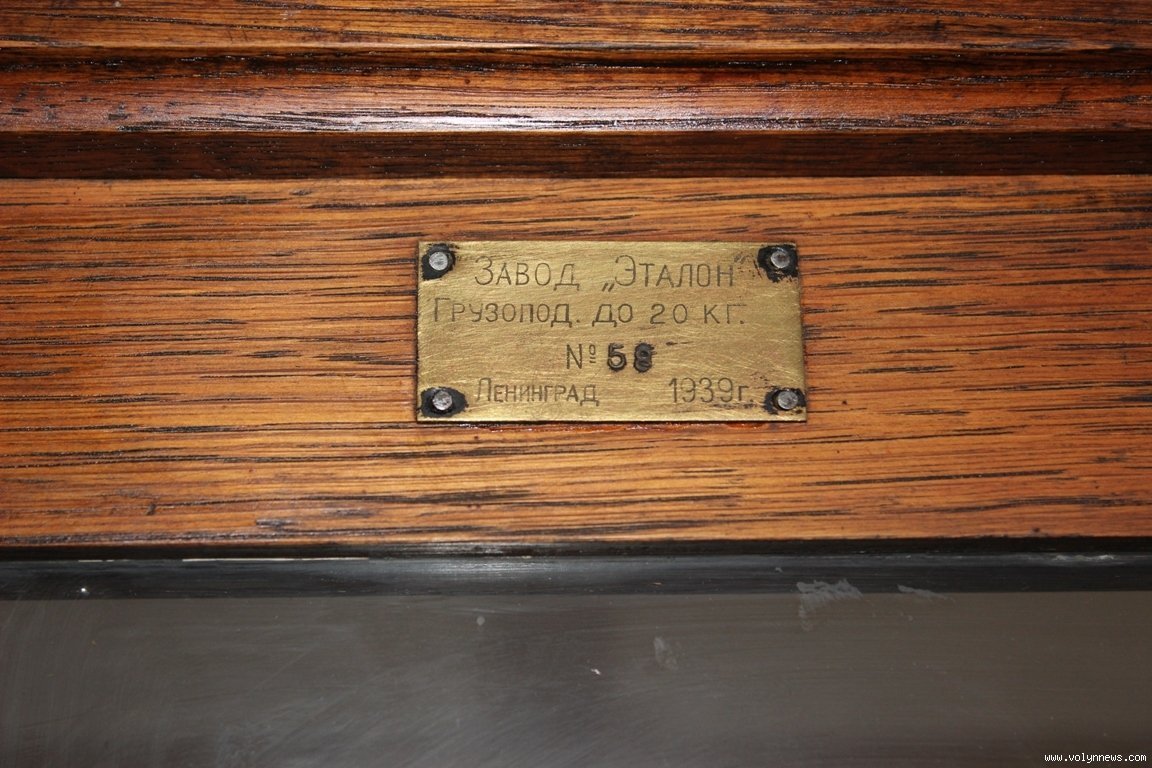 Завод „Эталон"
Грузопод. до 20 кг.
№ 58
Ленинград 1939г.
www.volynnews.com